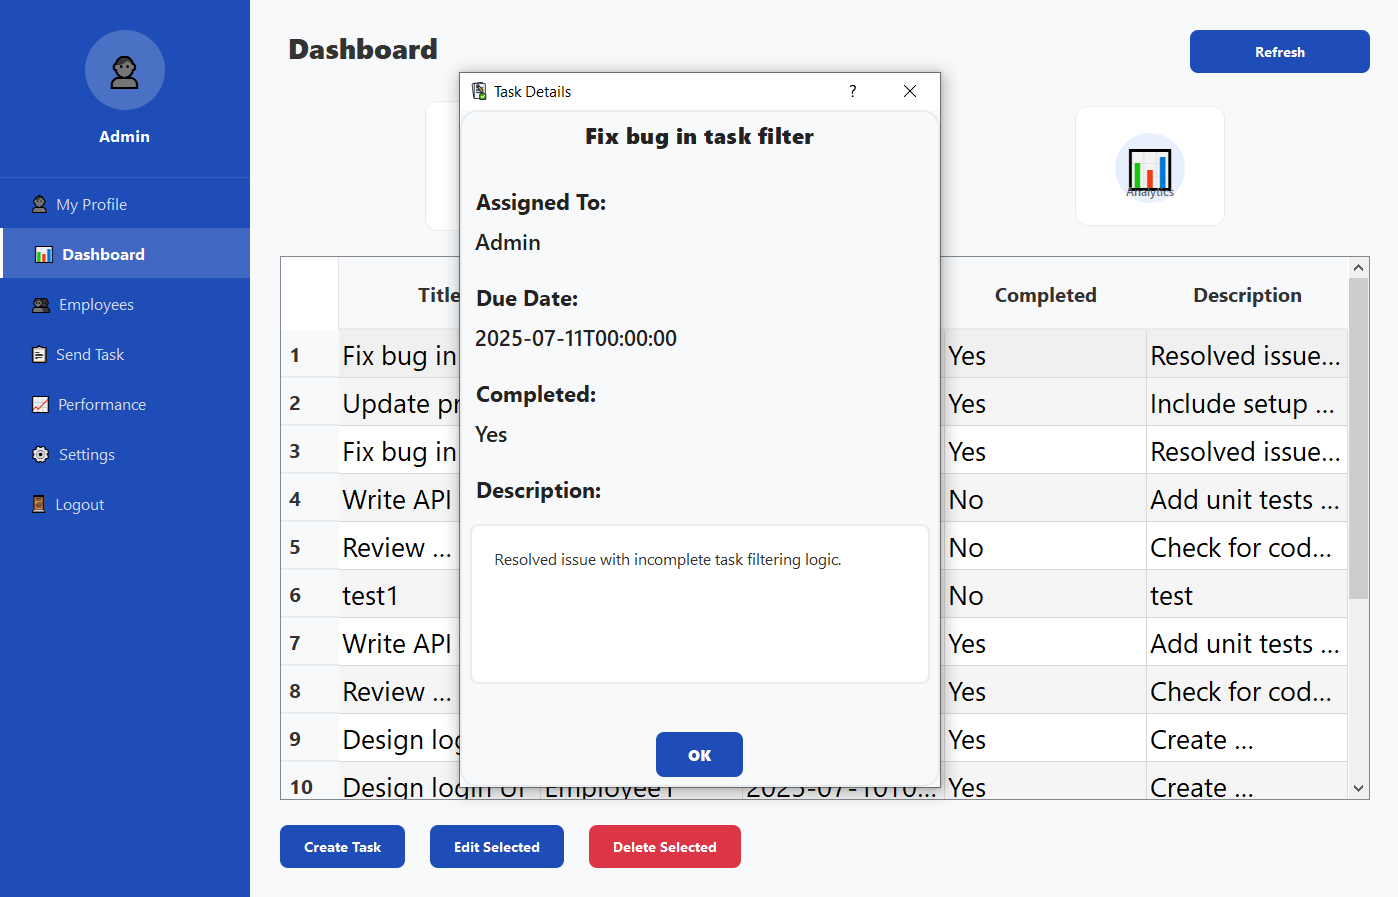 Admin
My Profile
Dashboard
Employees
Send Task
Performance
Settings
Logout
Dashboard
Refresh
Analytics
Title
Completed
Description
1 Fix bug in Yes Resolved issue...
2 Update Yes Include setup ...
3 Fix bug in Yes Resolved issue...
4 Write API No Add unit tests ...
5 Review ... No Check for cod...
6 test1 No test
7 Write API Yes Add unit tests ...
8 Review ... Yes Check for cod...
9 Design Yes Create ...
10 Design login UI Employee1 2025-07-10T0... Yes Create ...
Task Details ?
Fix bug in task filter
Assigned To:
Admin
Due Date:
2025-07-11T00:00:00
Completed:
Yes
Description:
Resolved issue with incomplete task filtering logic.
OK
Create Task
Edit Selected
Delete Selected